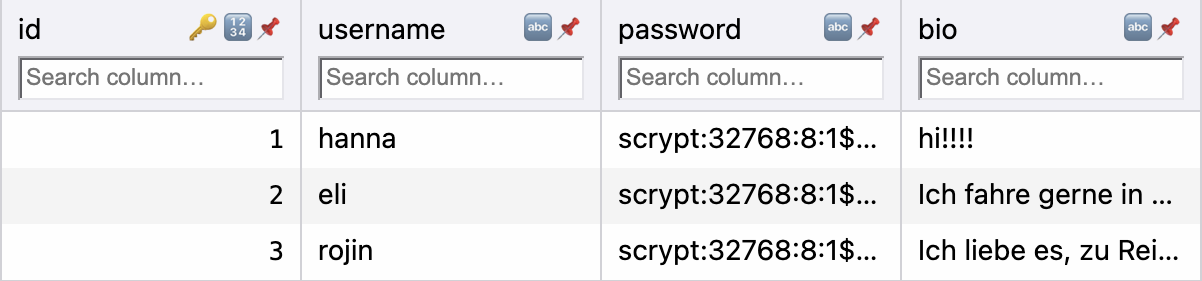 id username password bio
Search column... Search column... Search column... Search column...
1 hanna scrypt:32768:8:1$... hi!!!!
2 eli scrypt:32768:8:1$... Ich fahre gerne in ...
3 rojin scrypt:32768:8:1$... Ich liebe es, zu Rei...